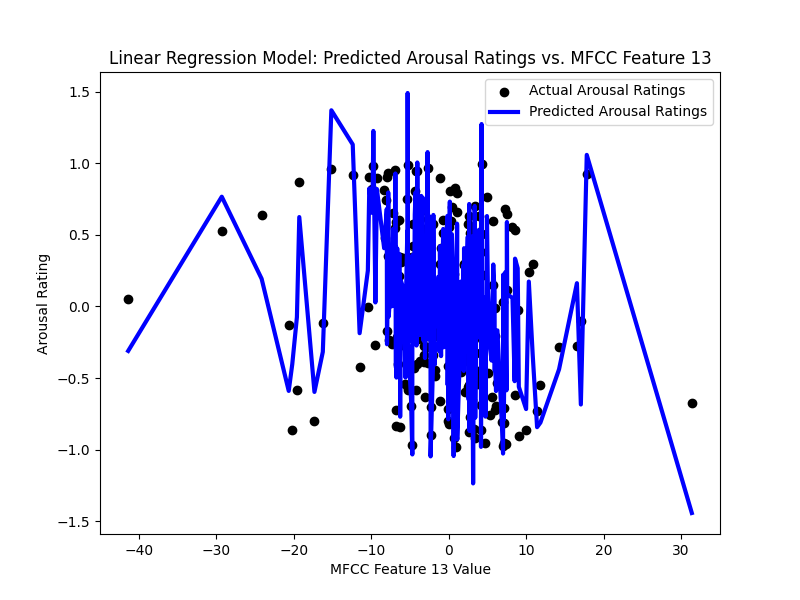 Linear Regression Model: Predicted Arousal Ratings vs. MFCC Feature 13
Actual Arousal Ratings
Predicted Arousal Ratings
1.5
1.0
0.5
0.0
−0.5
−1.0
−1.5
Arousal Rating
−40 −30 −20 −10 0 10 20 30
MFCC Feature 13 Value